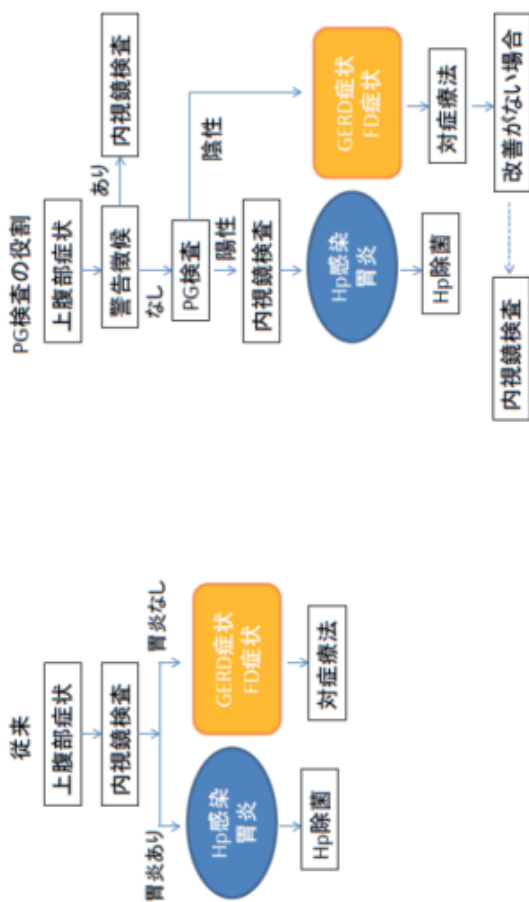 従来
上腹部症状
内視鏡検査
胃炎あり
胃炎なし
Hp感染
胃炎
GERD症状
FD症状
Hp除菌
対症療法
PG検査の役割
上腹部症状
警告徴候
あり
内視鏡検査
なし
PG検査
陽性
陰性
内視鏡検査
Hp感染
胃炎
GERD症状
FD症状
Hp除菌
対症療法
改善がない場合
内視鏡検査